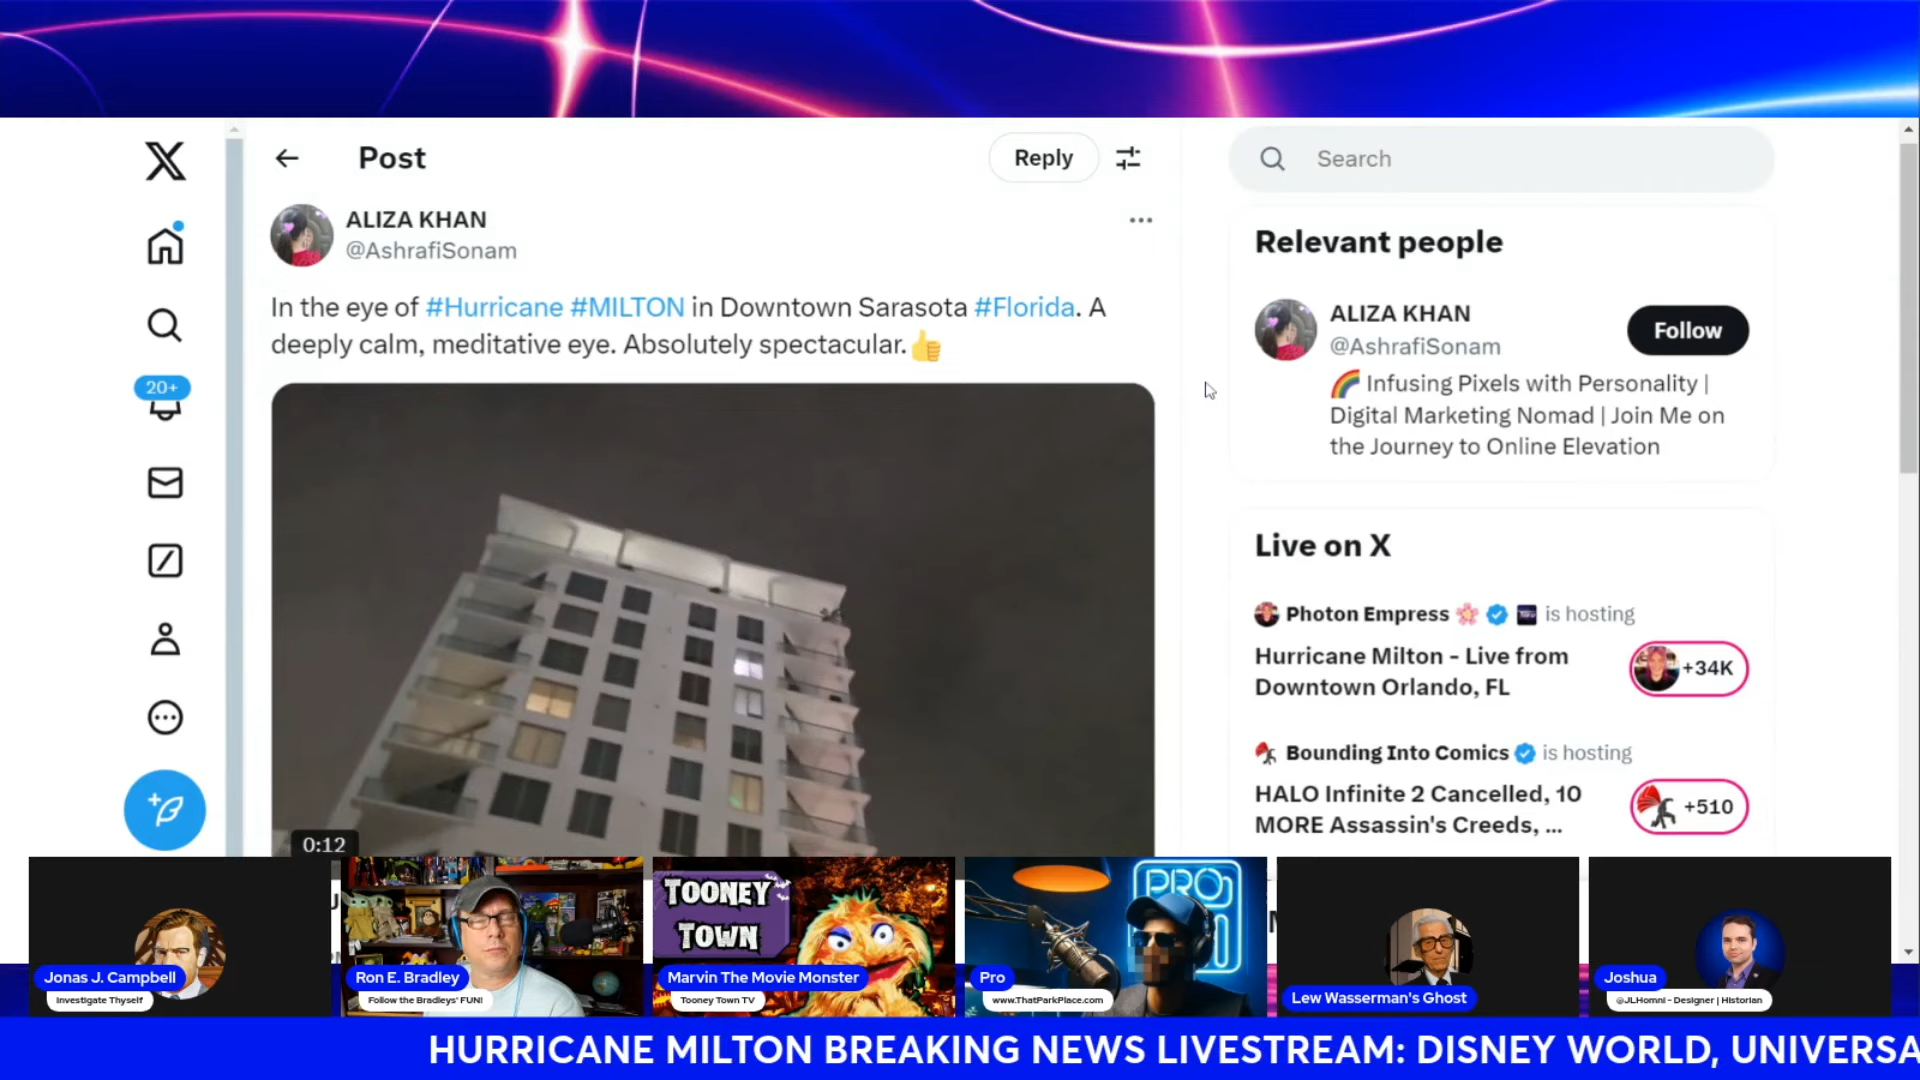 Post
Reply
Search
ALIZA KHAN
@AshrafiSonam
In the eye of #Hurricane #MILTON in Downtown Sarasota #Florida. A
deeply calm, meditative eye. Absolutely spectacular.👍
0:12
20+
Relevant people
ALIZA KHAN
@AshrafiSonam
Follow
🌈 Infusing Pixels with Personality |
Digital Marketing Nomad | Join Me on
the Journey to Online Elevation
Live on X
Photon Empress 🌸 is hosting
Hurricane Milton - Live from
Downtown Orlando, FL
+34K
Bounding Into Comics is hosting
HALO Infinite 2 Cancelled, 10
MORE Assassin's Creeds, ...
+510
Jonas J. Campbell
Investigate Thyself
Ron E. Bradley
Follow the Bradleys' FUN!
TOONEY
TOWN
Marvin The Movie Monster
Tooney Town TV
PRO
Pro
www.ThatParkPlace.com
Lew Wasserman's Ghost
Joshua
@JLHomni - Designer | Historian
HURRICANE MILTON BREAKING NEWS LIVESTREAM: DISNEY WORLD, UNIVERSA